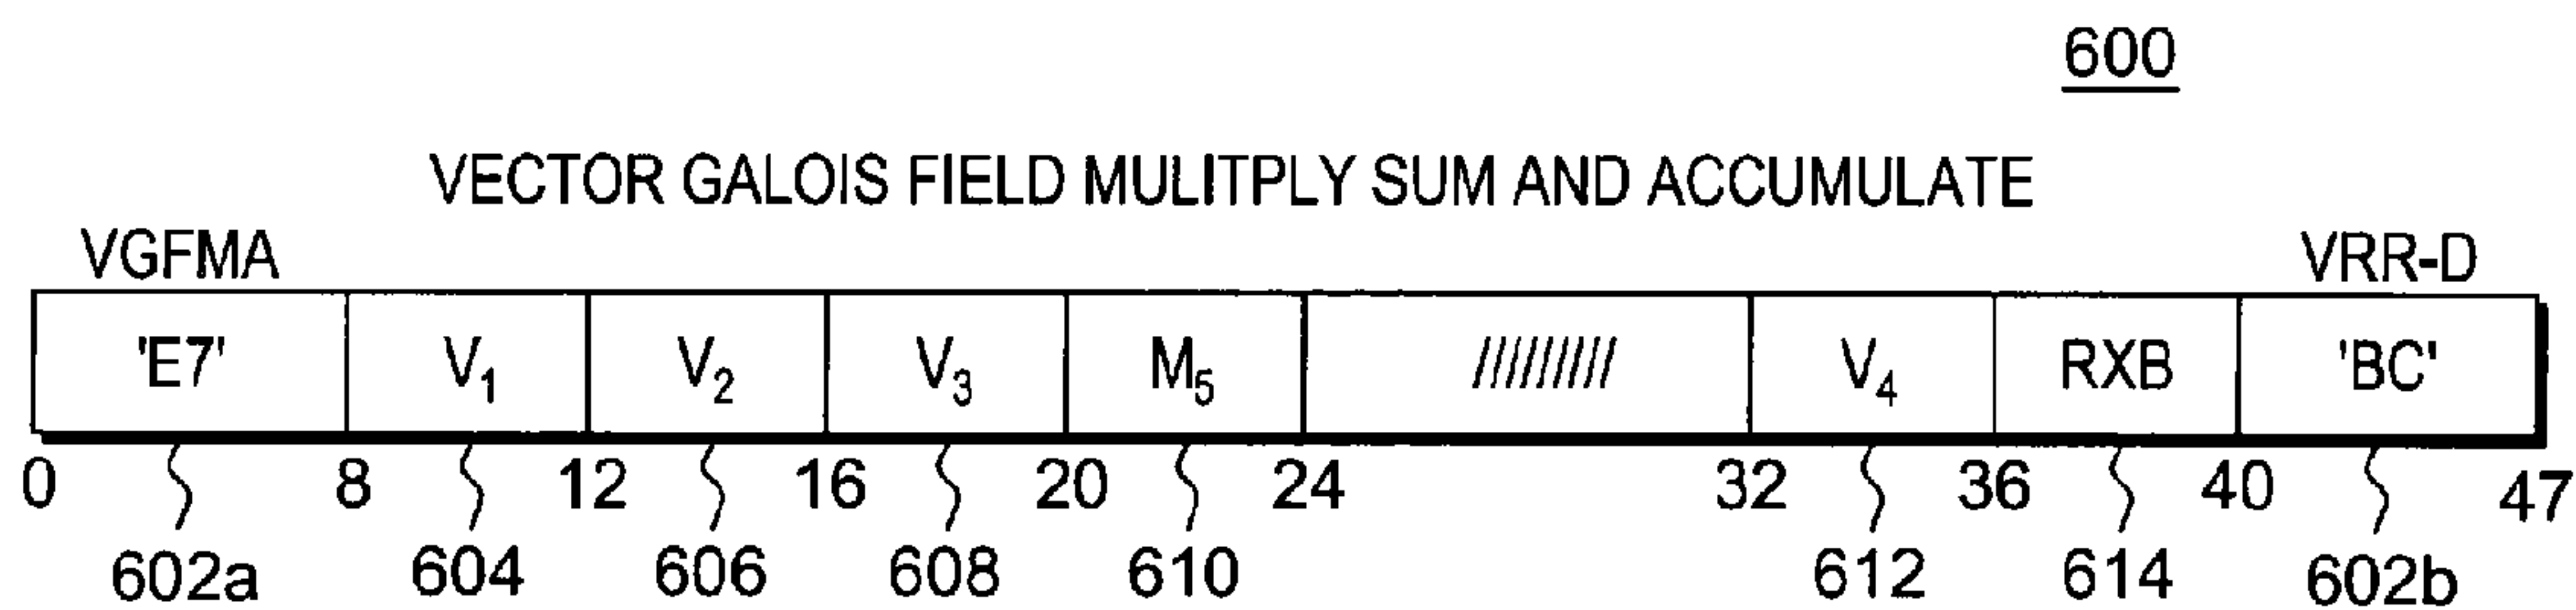 600
VECTOR GALOIS FIELD MULITPLY SUM AND ACCUMULATE
VGFMA VRR-D
'E7' V₁ V₂ V₃ M₅ ///////// V₄ RXB 'BC'
0 8 12 16 20 24 32 36 40 47
602a 604 606 608 610 612 614 602b